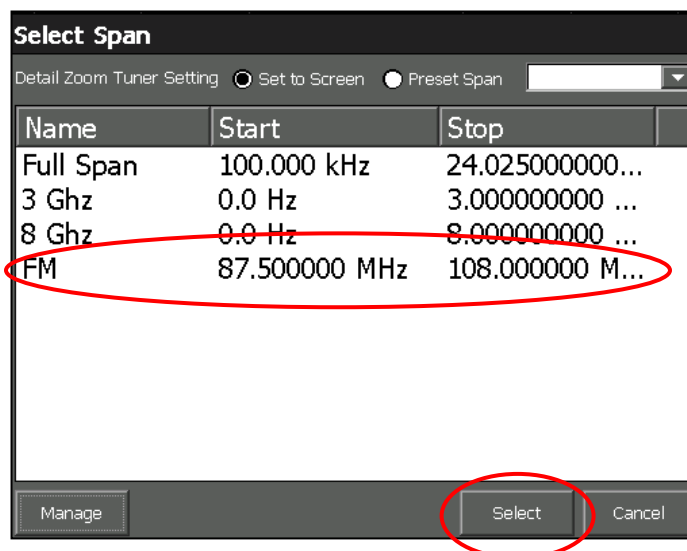 Select Span
Detail Zoom Tuner Setting Set to Screen Preset Span
Name Start Stop
Full Span 100.000 kHz 24.025000000...
3 Ghz 0.0 Hz 3.000000000 ...
8 Ghz 0.0 Hz 8.000000000 ...
FM 87.500000 MHz 108.000000 M...
Manage Select Cancel